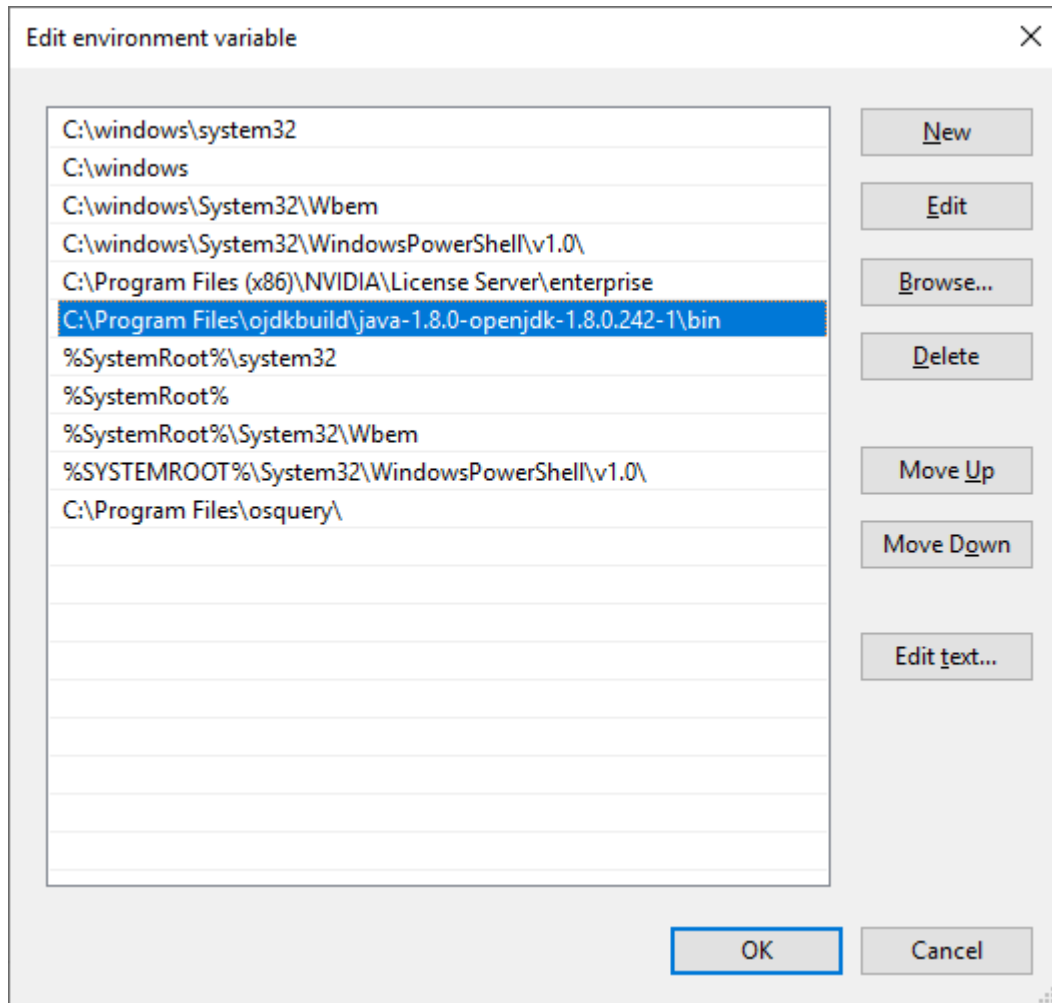 Edit environment variable
C:\windows\system32
C:\windows
C:\windows\System32\Wbem
C:\windows\System32\WindowsPowerShell\v1.0\
C:\Program Files (x86)\NVIDIA\License Server\enterprise
C:\Program Files\ojdkbuild\java-1.8.0-openjdk-1.8.0.242-1\bin
%SystemRoot%\system32
%SystemRoot%
%SystemRoot%\System32\Wbem
%SYSTEMROOT%\System32\WindowsPowerShell\v1.0\
C:\Program Files\osquery\
New
Edit
Browse...
Delete
Move Up
Move Down
Edit text...
OK
Cancel